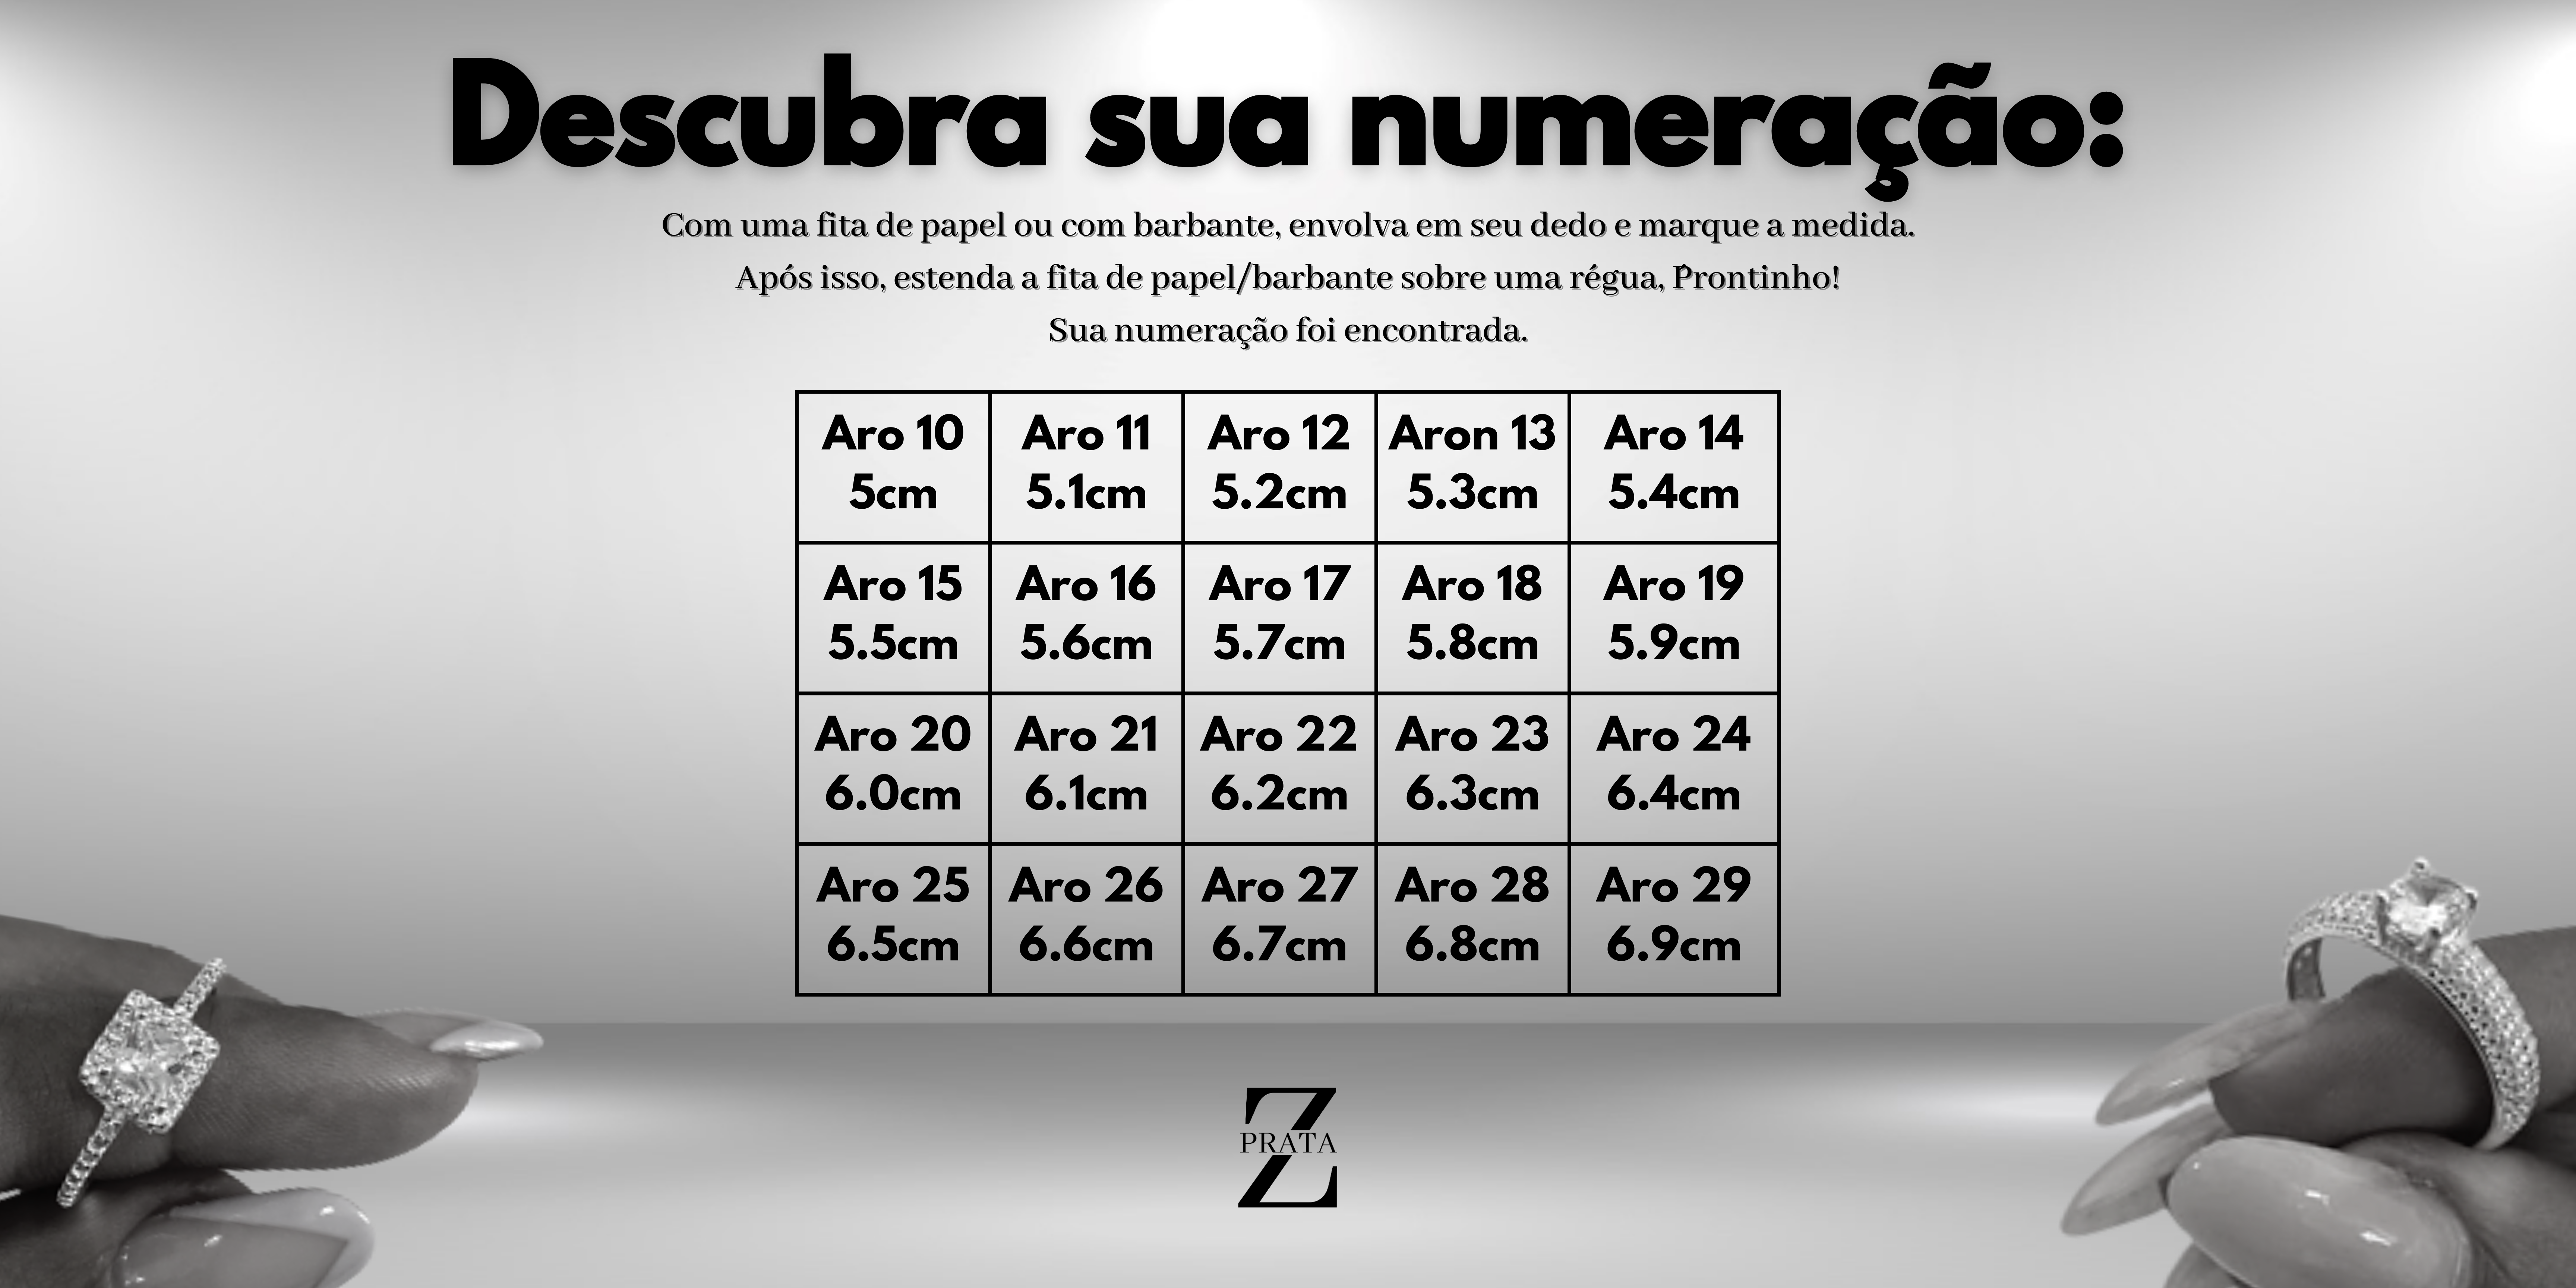 Descubra sua numeração:
Com uma fita de papel ou com barbante, envolva em seu dedo e marque a medida.
Após isso, estenda a fita de papel/barbante sobre uma régua, Prontinho!
Sua numeração foi encontrada.
Aro 10 Aro 11 Aro 12 Aron 13 Aro 14
5cm 5.1cm 5.2cm 5.3cm 5.4cm
Aro 15 Aro 16 Aro 17 Aro 18 Aro 19
5.5cm 5.6cm 5.7cm 5.8cm 5.9cm
Aro 20 Aro 21 Aro 22 Aro 23 Aro 24
6.0cm 6.1cm 6.2cm 6.3cm 6.4cm
Aro 25 Aro 26 Aro 27 Aro 28 Aro 29
6.5cm 6.6cm 6.7cm 6.8cm 6.9cm
Z
PRATA